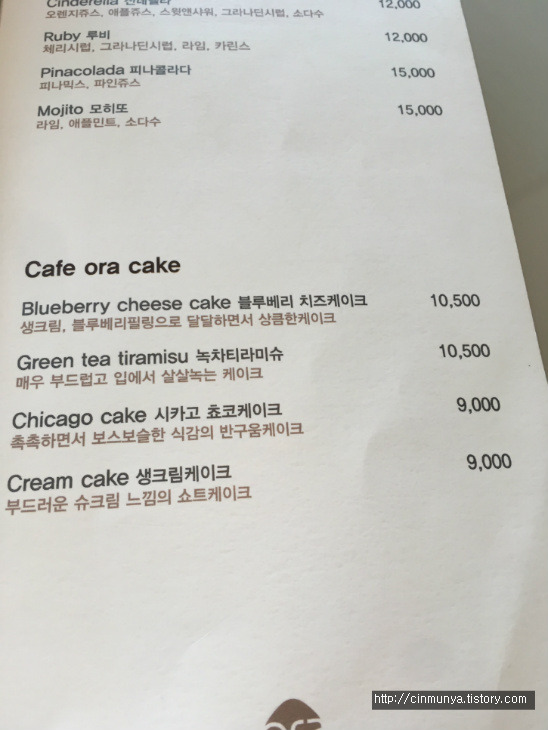 Cinderella 신데렐라 12,000
오렌지쥬스, 애플쥬스, 스윗앤샤워, 그라나딘시럽, 소다수
Ruby 루비 12,000
체리시럽, 그라나딘시럽, 라임, 카린스
Pinacolada 피나콜라다 15,000
피나믹스, 파인쥬스
Mojito 모히또 15,000
라임, 애플민트, 소다수
Cafe ora cake
Blueberry cheese cake 블루베리 치즈케이크 10,500
생크림, 블루베리필링으로 달달하면서 상큼한케이크
Green tea tiramisu 녹차티라미슈 10,500
매우 부드럽고 입에서 살살녹는 케이크
Chicago cake 시카고 쵸코케이크 9,000
촉촉하면서 보스보슬한 식감의 반구움케이크
Cream cake 생크림케이크 9,000
부드러운 슈크림 느낌의 쇼트케이크
ora
http://cinmunya.tistory.com